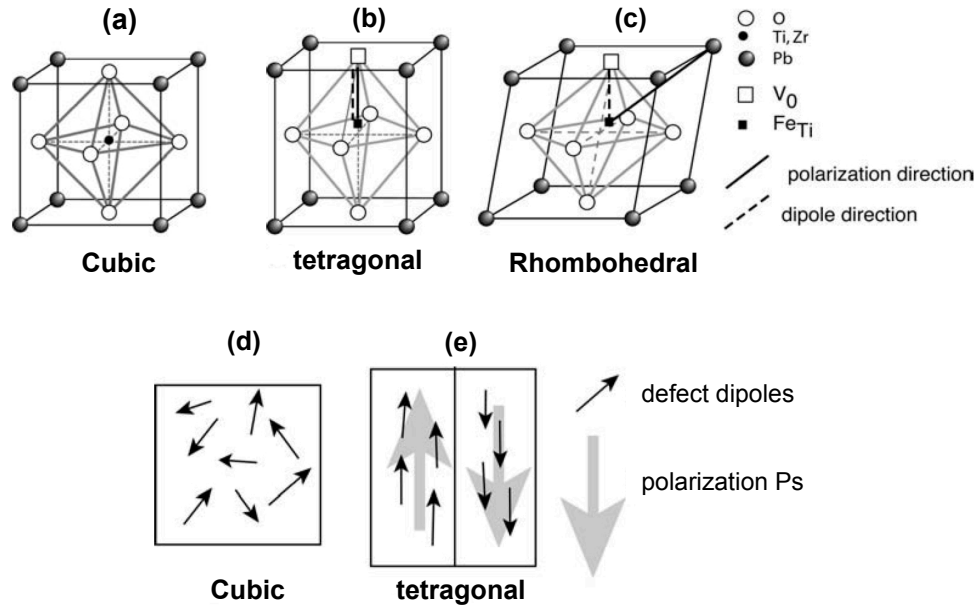 (a)
(b)
(c)
O
Ti, Zr
Pb
V0
FeTi
polarization direction
dipole direction
Cubic
tetragonal
Rhombohedral
(d)
(e)
defect dipoles
polarization Ps
Cubic
tetragonal